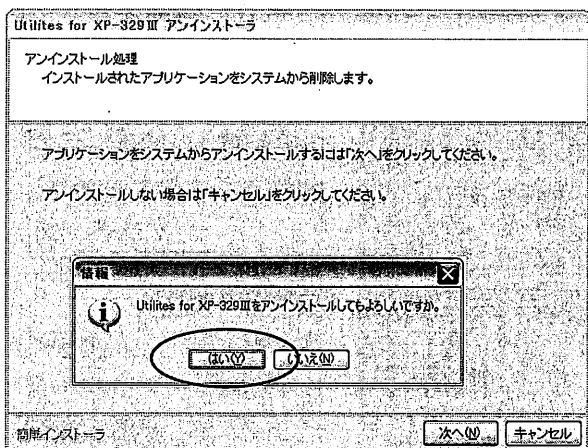 Utilites for XP-329Ⅲ アンインストーラ
アンインストール処理
インストールされたアプリケーションをシステムから削除します。
アプリケーションをシステムからアンインストールするには「次へ」をクリックしてください。
アンインストールしない場合は「キャンセル」をクリックしてください。
情報
Utilites for XP-329Ⅲをアンインストールしてもよろしいですか。
はい(Y)
いいえ(N)
簡単インストーラ
次へ(N)
キャンセル